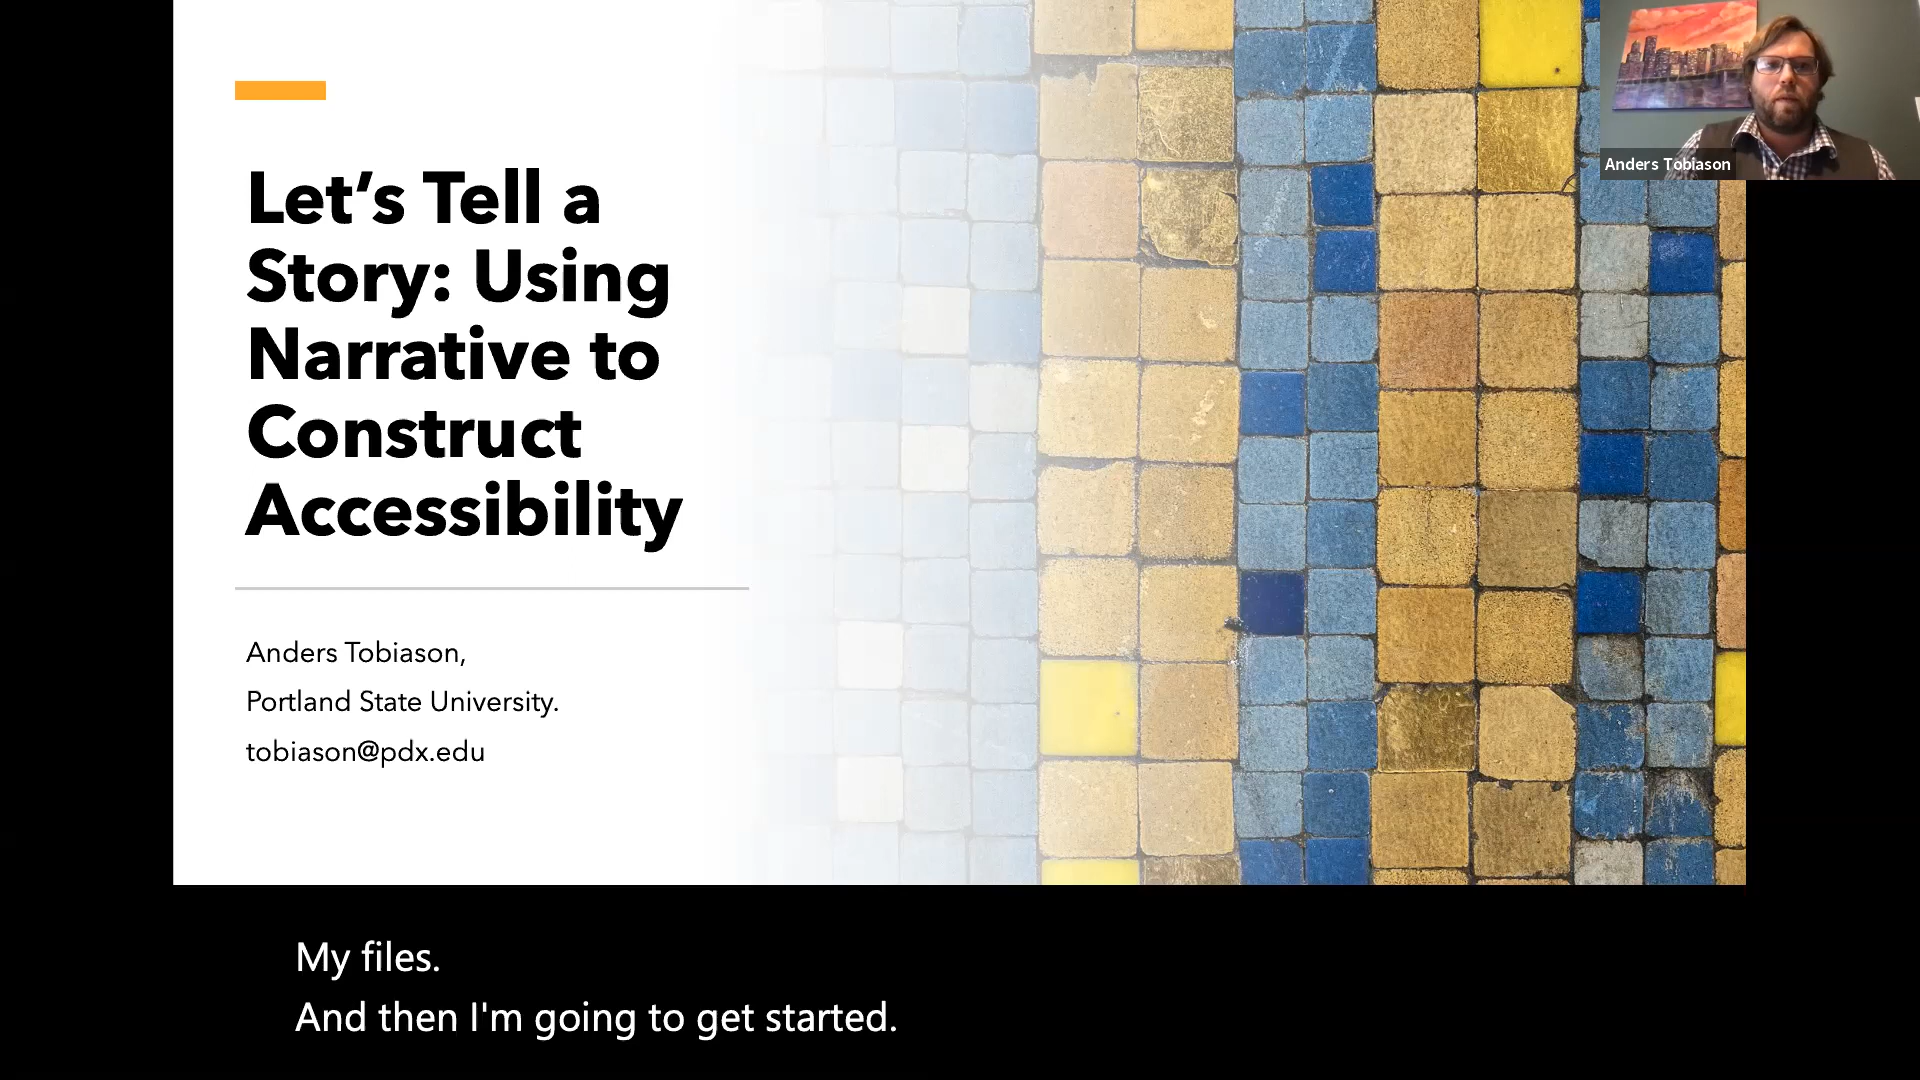 Let’s Tell a
Story: Using
Narrative to
Construct
Accessibility
Anders Tobiason,
Portland State University.
tobiason@pdx.edu
Anders Tobiason
My files.
And then I'm going to get started.